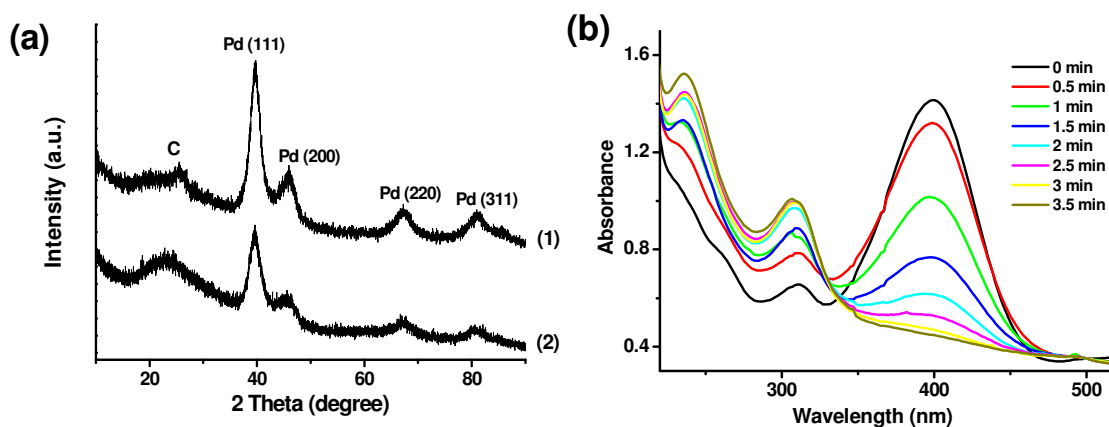 (a)
Pd (111)
C
Pd (200)
Pd (220)
Pd (311)
(1)
(2)
Intensity (a.u.)
20
40
60
80
2 Theta (degree)
(b)
1.6
1.2
0.8
0.4
Absorbance
0 min
0.5 min
1 min
1.5 min
2 min
2.5 min
3 min
3.5 min
300
400
500
Wavelength (nm)